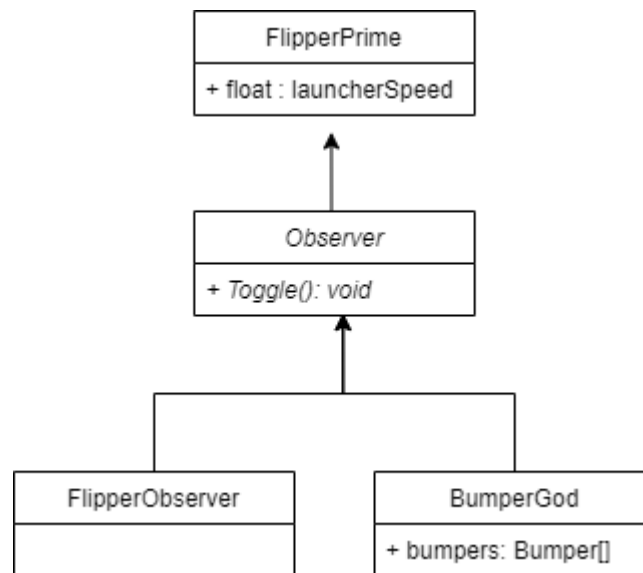 FlipperPrime
+ float : launcherSpeed
Observer
+ Toggle(): void
FlipperObserver
BumperGod
+ bumpers: Bumper[]